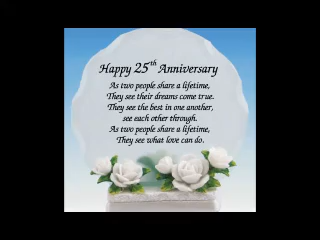 Happy 25th Anniversary
As two people share a lifetime,
They see their dreams come true.
They see the best in one another,
see each other through.
As two people share a lifetime,
They see what love can do.